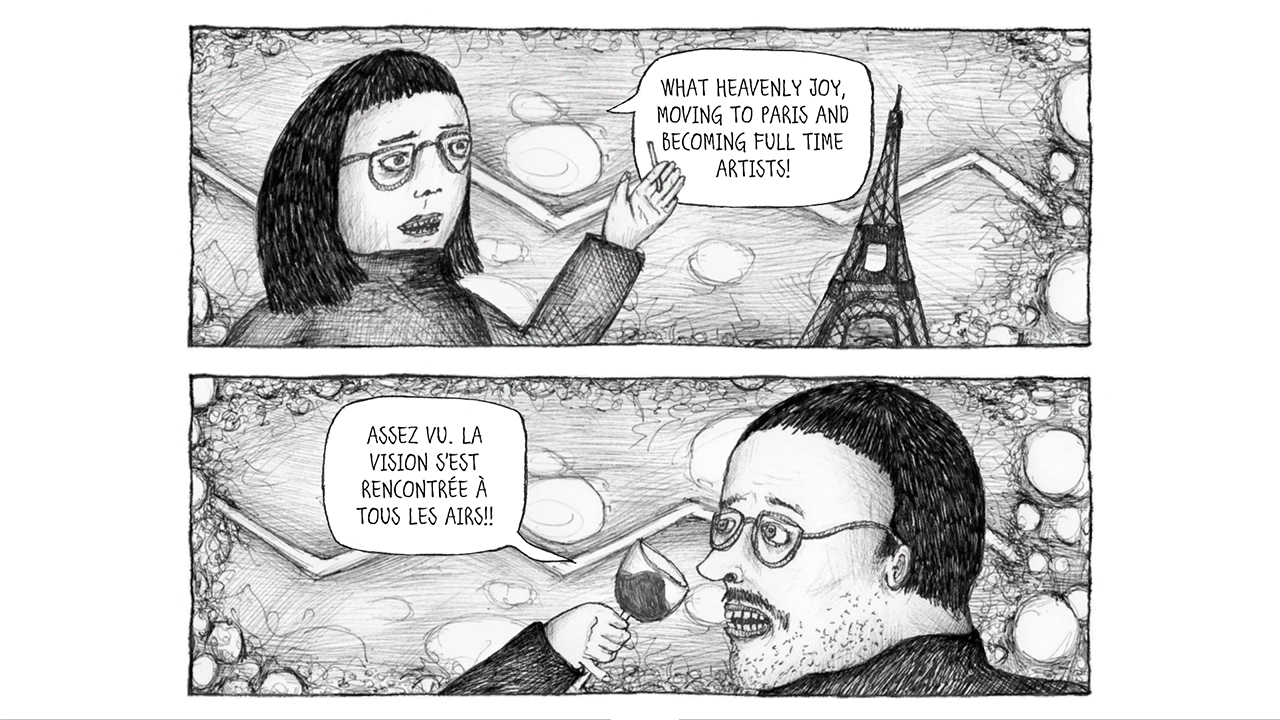 WHAT HEAVENLY JOY,
MOVING TO PARIS AND
BECOMING FULL TIME
ARTISTS!
ASSEZ VU. LA
VISION S'EST
RENCONTRÉE À
TOUS LES AIRS!!